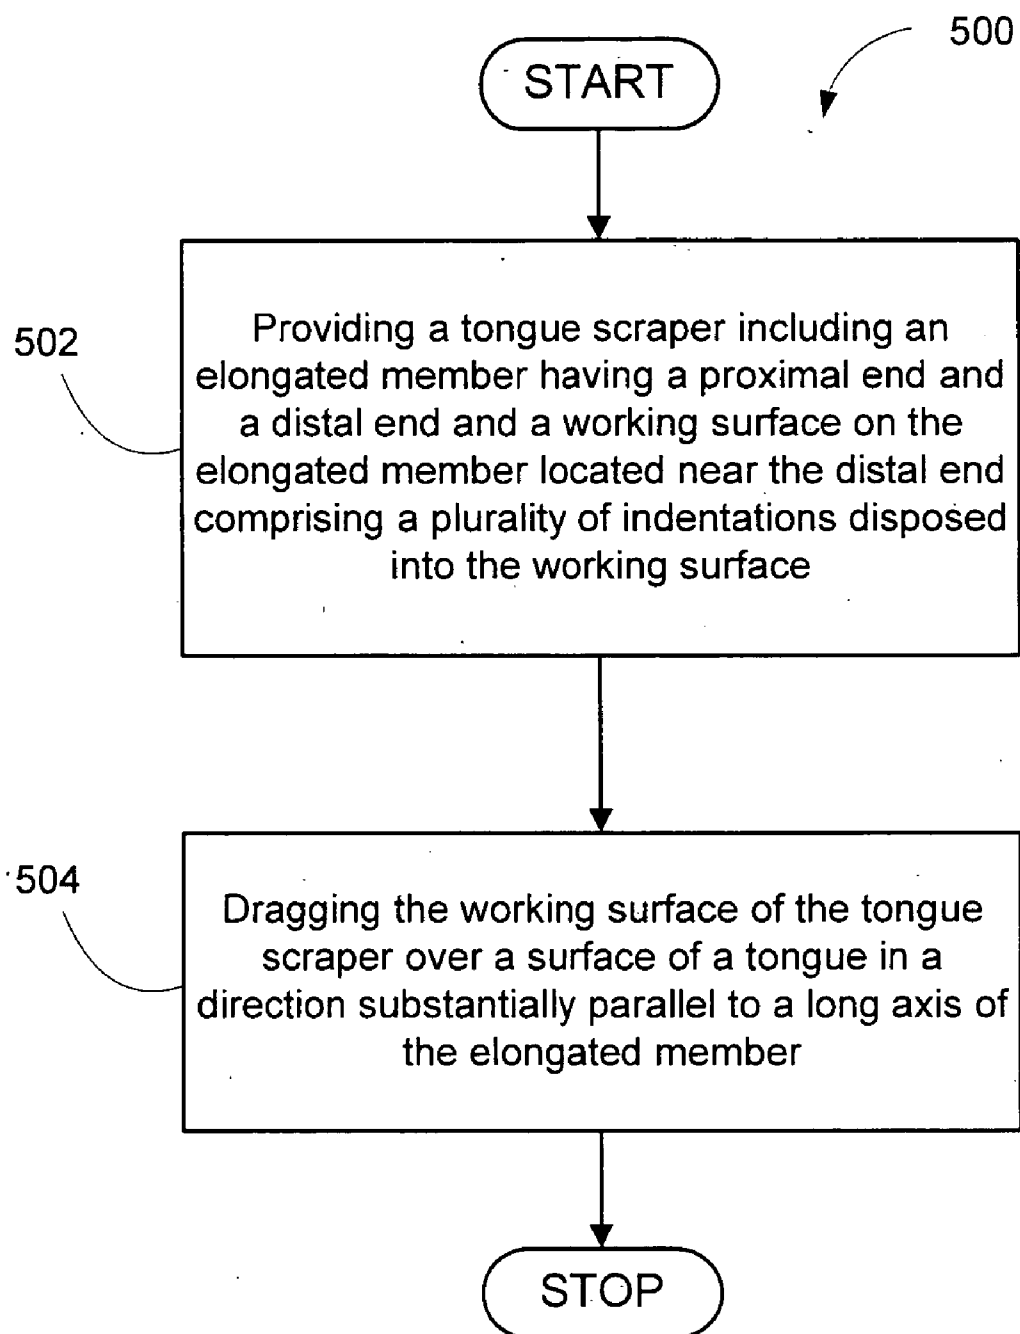 500
START
502
Providing a tongue scraper including an
elongated member having a proximal end and
a distal end and a working surface on the
elongated member located near the distal end
comprising a plurality of indentations disposed
into the working surface
504
Dragging the working surface of the tongue
scraper over a surface of a tongue in a
direction substantially parallel to a long axis of
the elongated member
STOP